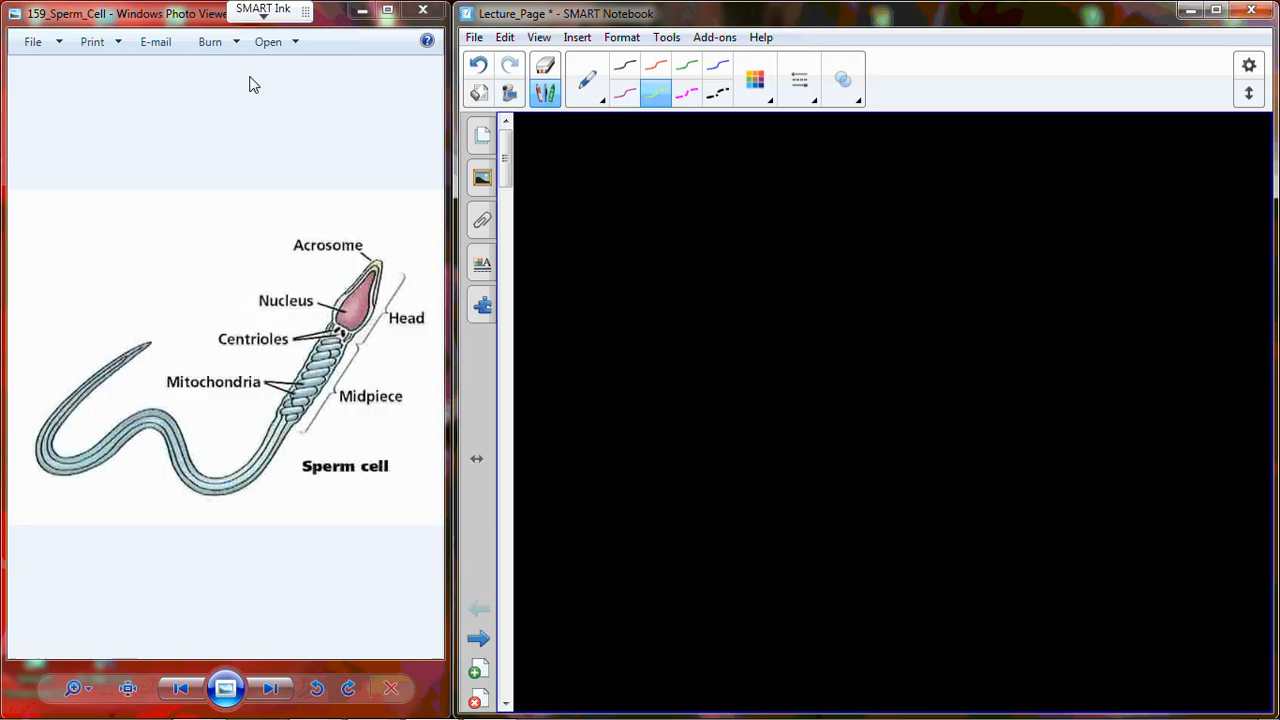 159_Sperm_Cell - Windows Photo Viewe
SMART Ink
File Print E-mail Burn Open
Acrosome
Nucleus
Head
Centrioles
Mitochondria
Midpiece
Sperm cell
Lecture_Page * - SMART Notebook
File Edit View Insert Format Tools Add-ons Help